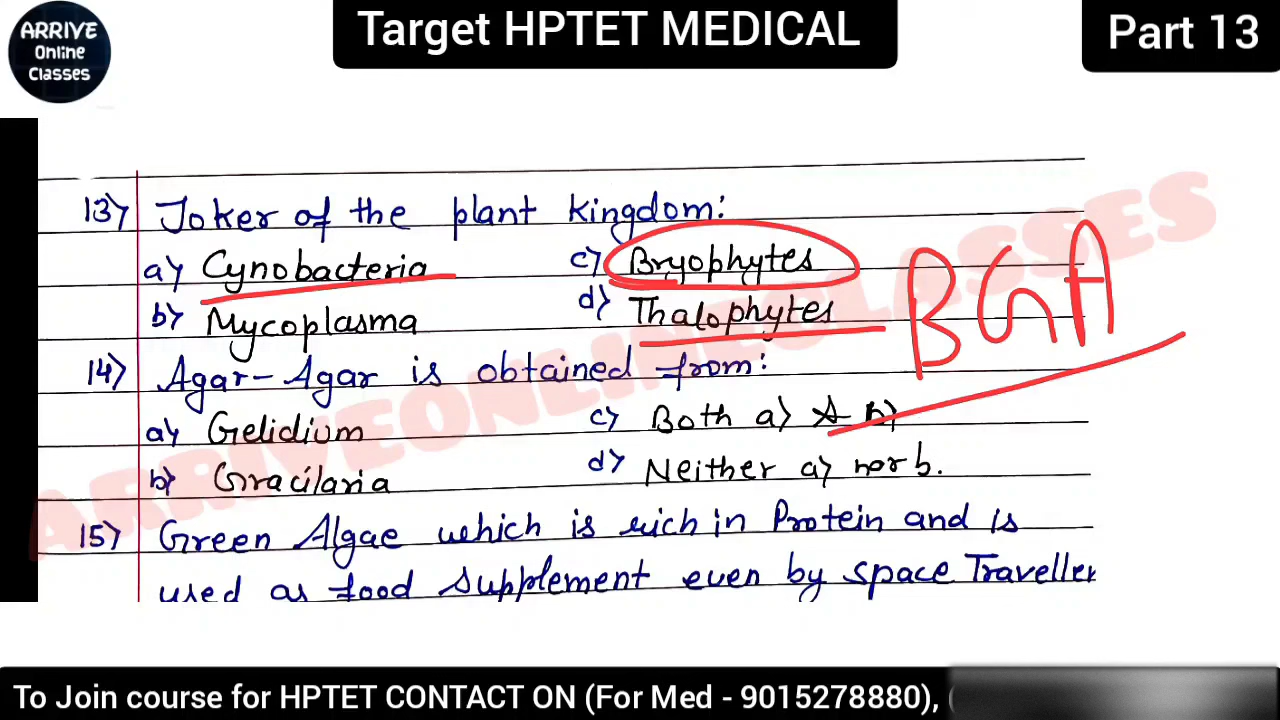 ARRIVE
Online
Classes
Target HPTET MEDICAL
Part 13
13) Joker of the plant kingdom:
a) Cynobacteria c) Bryophytes
b) Mycoplasma d) Thalophytes
BGA
14) Agar-Agar is obtained from:
a) Gelidium c) Both a) & b)
b) Gracilaria d) Neither a) nor b.
15) Green Algae which is rich in Protein and is
used as food supplement even by space Traveller
ARRIVEONLINECLASSES
To Join course for HPTET CONTACT ON (For Med - 9015278880), (